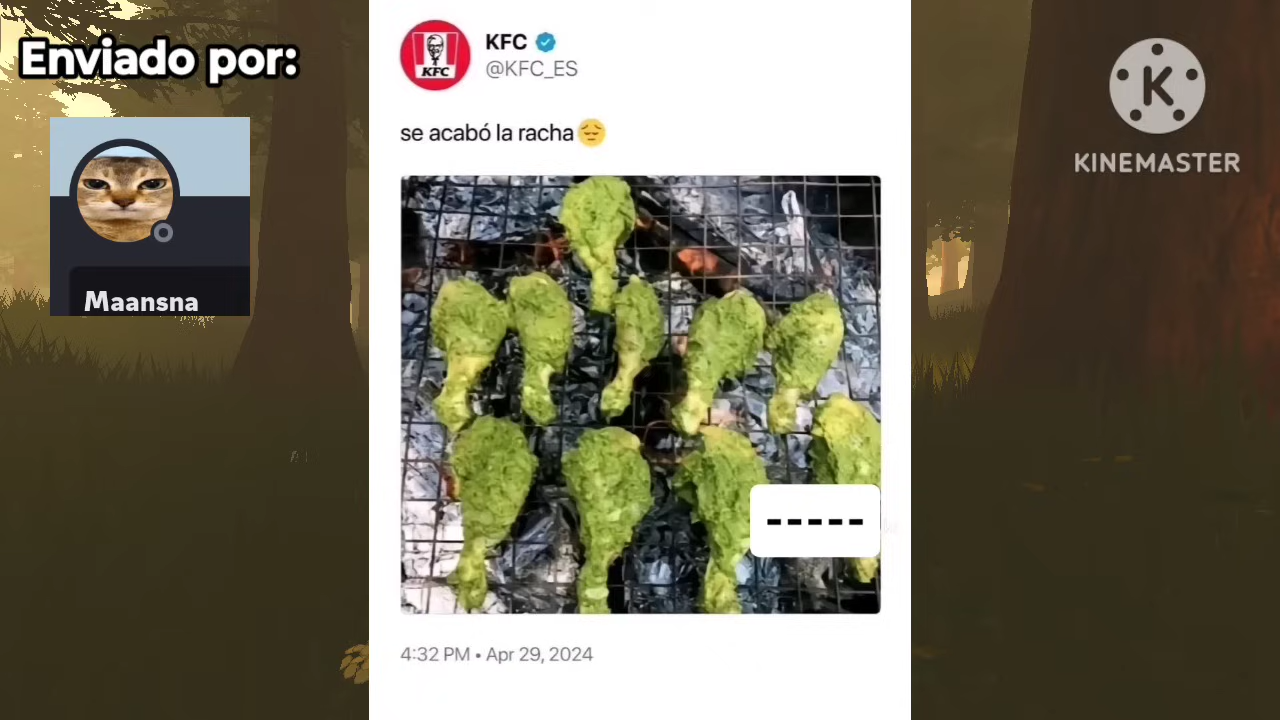 Enviado por:
Maansna
KFC
KFC
@KFC_ES
se acabó la racha😔
-----
4:32 PM • Apr 29, 2024
K
KINEMASTER